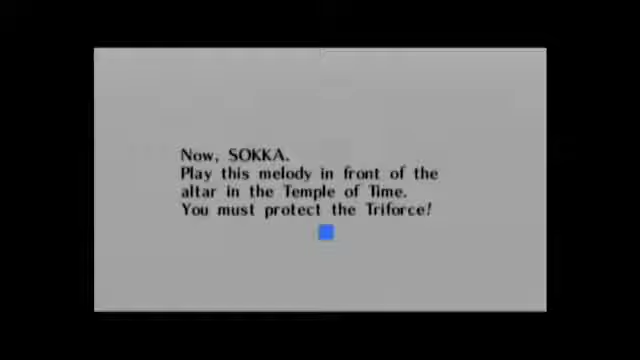 Now, SOKKA.
Play this melody in front of the
altar in the Temple of Time.
You must protect the Triforce!